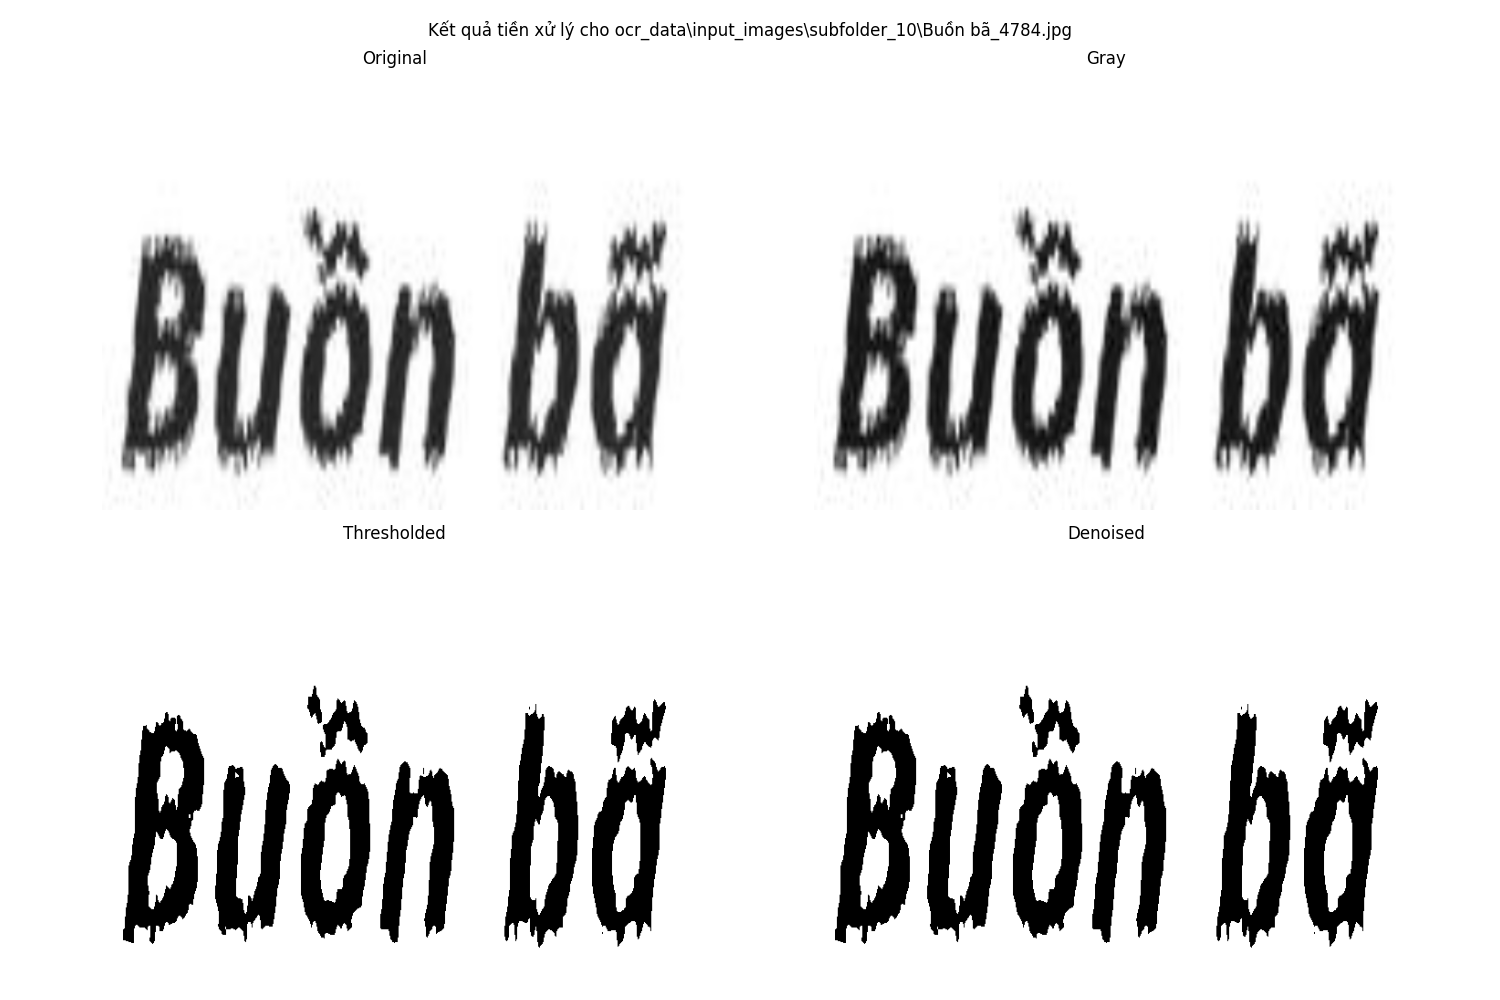 Kết quả tiền xử lý cho ocr_data\input_images\subfolder_10\Buồn bã_4784.jpg
Original
Gray
Buồn bã
Buồn bã
Thresholded
Denoised
Buồn bã
Buồn bã